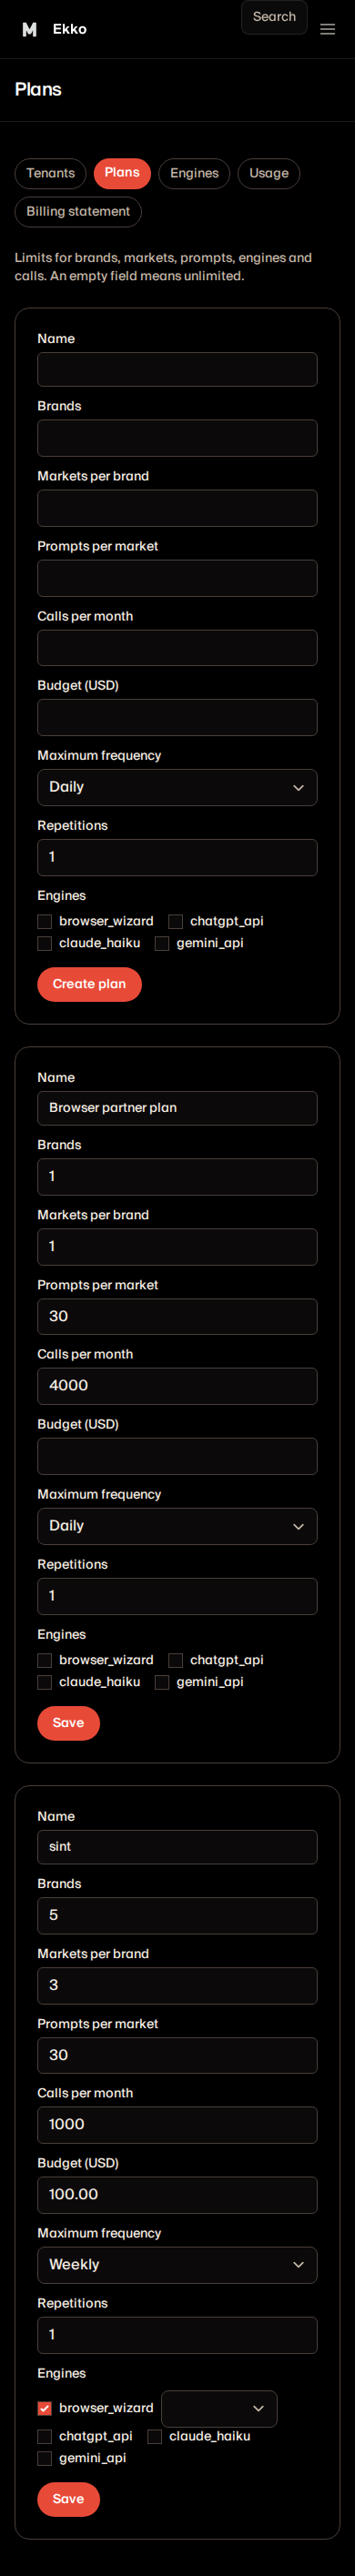 Search
M Ekko
Plans
Tenants Plans Engines Usage
Billing statement
Limits for brands, markets, prompts, engines and
calls. An empty field means unlimited.
Name
Brands
Markets per brand
Prompts per market
Calls per month
Budget (USD)
Maximum frequency
Daily
Repetitions
1
Engines
browser_wizard chatgpt_api
claude_haiku gemini_api
Create plan
Name
Browser partner plan
Brands
1
Markets per brand
1
Prompts per market
30
Calls per month
4000
Budget (USD)
Maximum frequency
Daily
Repetitions
1
Engines
browser_wizard chatgpt_api
claude_haiku gemini_api
Save
Name
sint
Brands
5
Markets per brand
3
Prompts per market
30
Calls per month
1000
Budget (USD)
100.00
Maximum frequency
Weekly
Repetitions
1
Engines
browser_wizard
chatgpt_api claude_haiku
gemini_api
Save